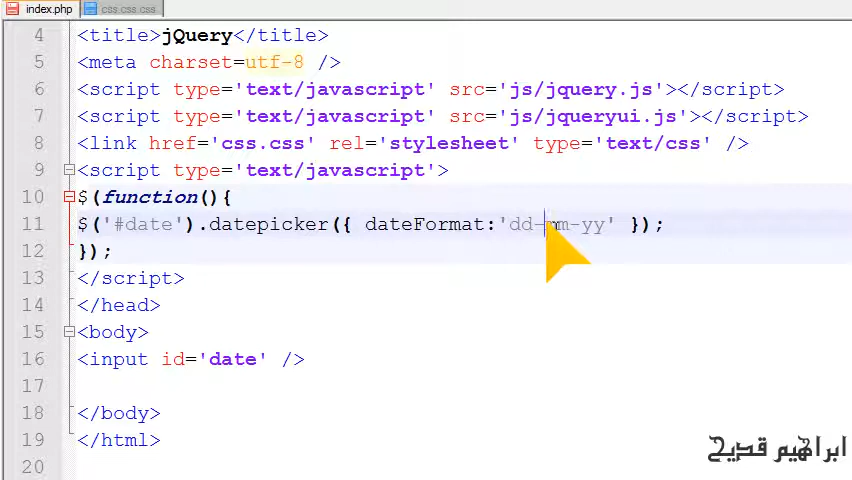 index.php css.css.css
4 <title>jQuery</title>
5 <meta charset=utf-8 />
6 <script type='text/javascript' src='js/jquery.js'></script>
7 <script type='text/javascript' src='js/jqueryui.js'></script>
8 <link href='css.css' rel='stylesheet' type='text/css' />
9 <script type='text/javascript'>
10 $(function(){
11 $('#date').datepicker({ dateFormat:'dd-mm-yy' });
12 });
13 </script>
14 </head>
15 <body>
16 <input id='date' />
17
18 </body>
19 </html>
20
ابراهيم قديح